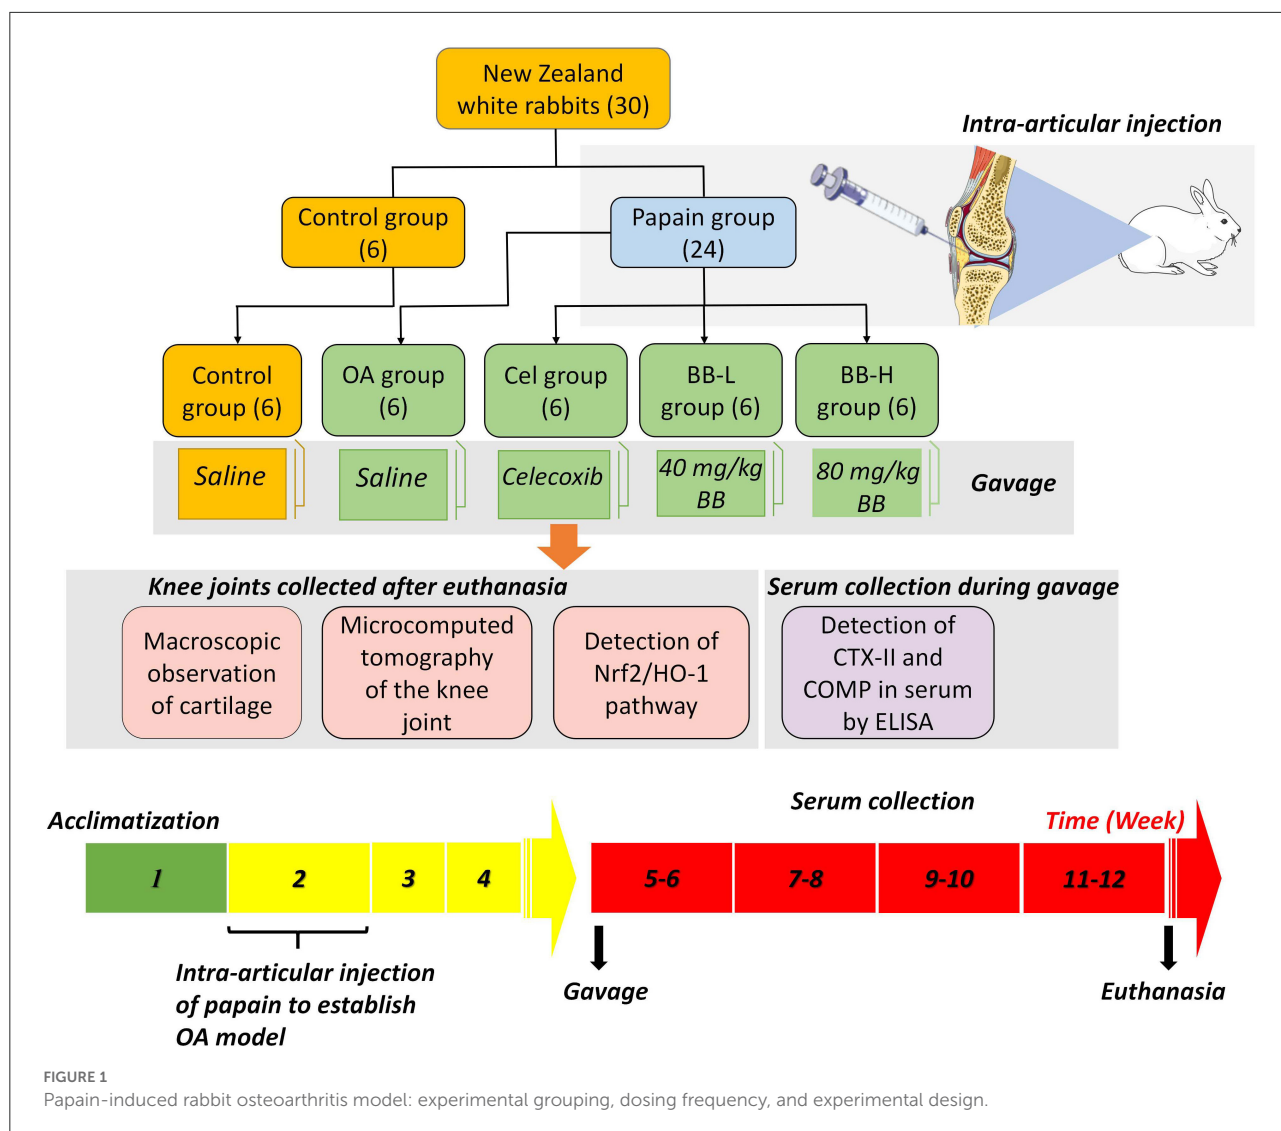 New Zealand
white rabbits (30)
Intra-articular injection
Control group
(6)
Papain group
(24)
Control
group (6)
OA group
(6)
Cel group
(6)
BB-L
group (6)
BB-H
group (6)
Saline
Saline
Celecoxib
40 mg/kg
BB
80 mg/kg
BB
Gavage
Knee joints collected after euthanasia
Serum collection during gavage
Macroscopic
observation
of cartilage
Microcomputed
tomography
of the knee
joint
Detection of
Nrf2/HO-1
pathway
Detection of
CTX-II and
COMP in serum
by ELISA
Acclimatization
Serum collection
Time (Week)
1
2
3
4
5-6
7-8
9-10
11-12
Intra-articular injection
of papain to establish
OA model
Gavage
Euthanasia
FIGURE 1
Papain-induced rabbit osteoarthritis model: experimental grouping, dosing frequency, and experimental design.